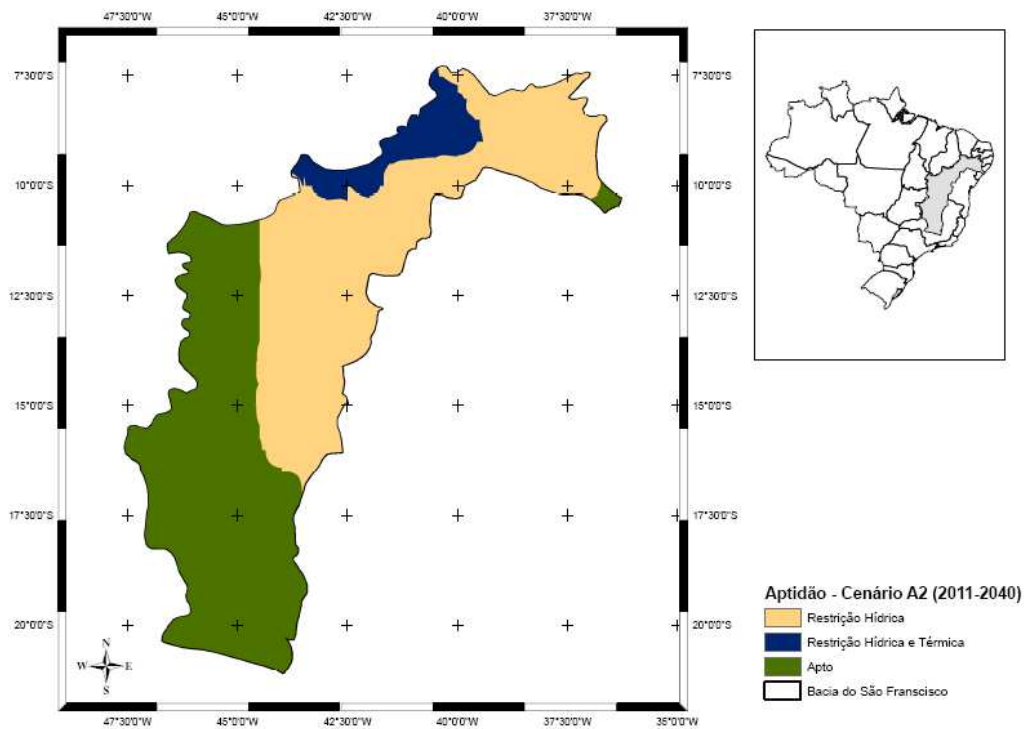 47°30'0"W 45°0'0"W 42°30'0"W 40°0'0"W 37°30'0"W
7°30'0"S 7°30'0"S
10°0'0"S 10°0'0"S
12°30'0"S 12°30'0"S
15°0'0"S 15°0'0"S
17°30'0"S 17°30'0"S
20°0'0"S 20°0'0"S
N
W E
S
47°30'0"W 45°0'0"W 42°30'0"W 40°0'0"W 37°30'0"W 35°0'0"W
Aptidão - Cenário A2 (2011-2040)
Restrição Hídrica
Restrição Hídrica e Térmica
Apto
Bacia do São Franscisco